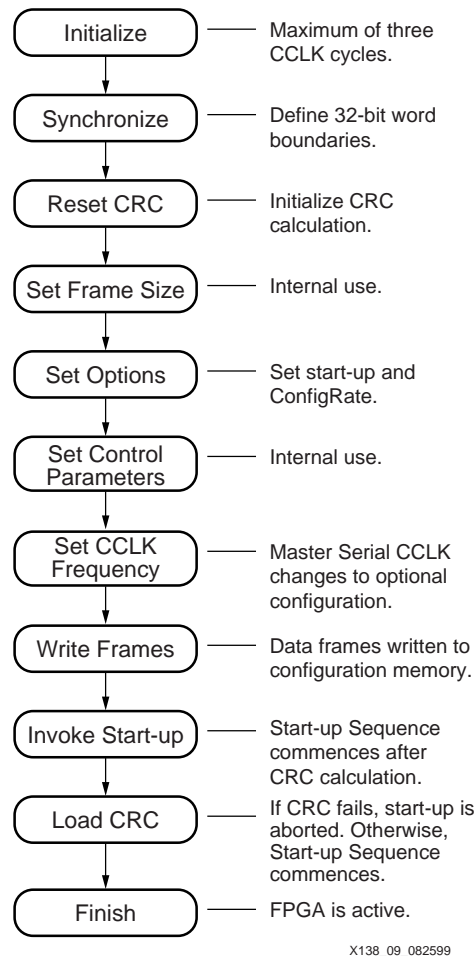 Initialize
Maximum of three
CCLK cycles.
Synchronize
Define 32-bit word
boundaries.
Reset CRC
Initialize CRC
calculation.
Set Frame Size
Internal use.
Set Options
Set start-up and
ConfigRate.
Set Control
Parameters
Internal use.
Set CCLK
Frequency
Master Serial CCLK
changes to optional
configuration.
Write Frames
Data frames written to
configuration memory.
Invoke Start-up
Start-up Sequence
commences after
CRC calculation.
Load CRC
If CRC fails, start-up is
aborted. Otherwise,
Start-up Sequence
commences.
Finish
FPGA is active.
X138_09_082599